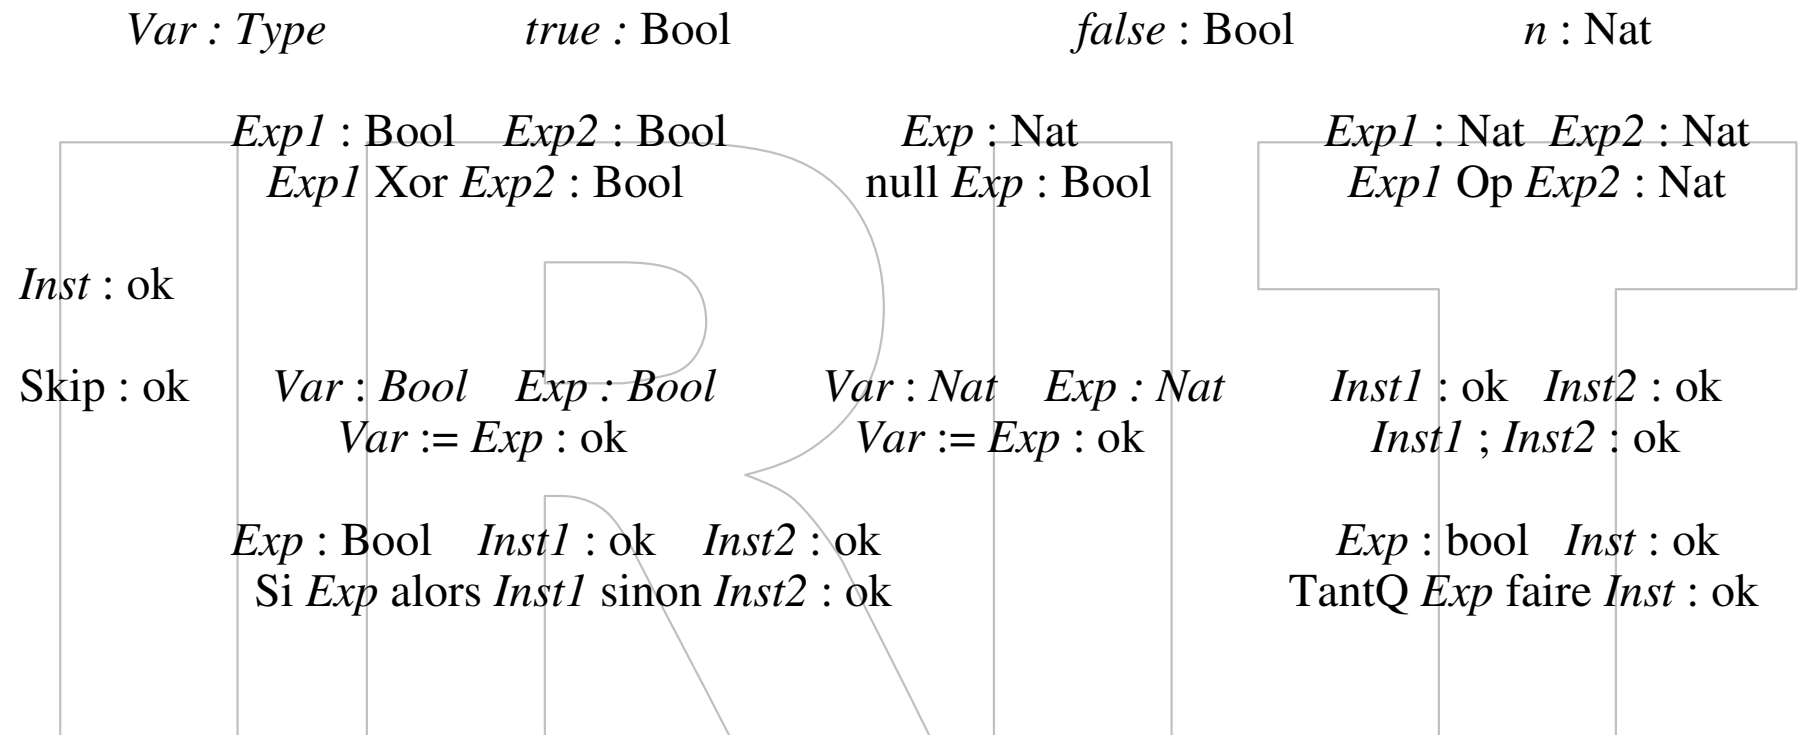 Var : Type true : Bool false : Bool n : Nat
Exp1 : Bool Exp2 : Bool Exp : Nat Exp1 : Nat Exp2 : Nat
Exp1 Xor Exp2 : Bool null Exp : Bool Exp1 Op Exp2 : Nat
Inst : ok
Skip : ok Var : Bool Exp : Bool Var : Nat Exp : Nat Inst1 : ok Inst2 : ok
Var := Exp : ok Var := Exp : ok Inst1 ; Inst2 : ok
Exp : Bool Inst1 : ok Inst2 : ok Exp : bool Inst : ok
Si Exp alors Inst1 sinon Inst2 : ok TantQ Exp faire Inst : ok
IRIT